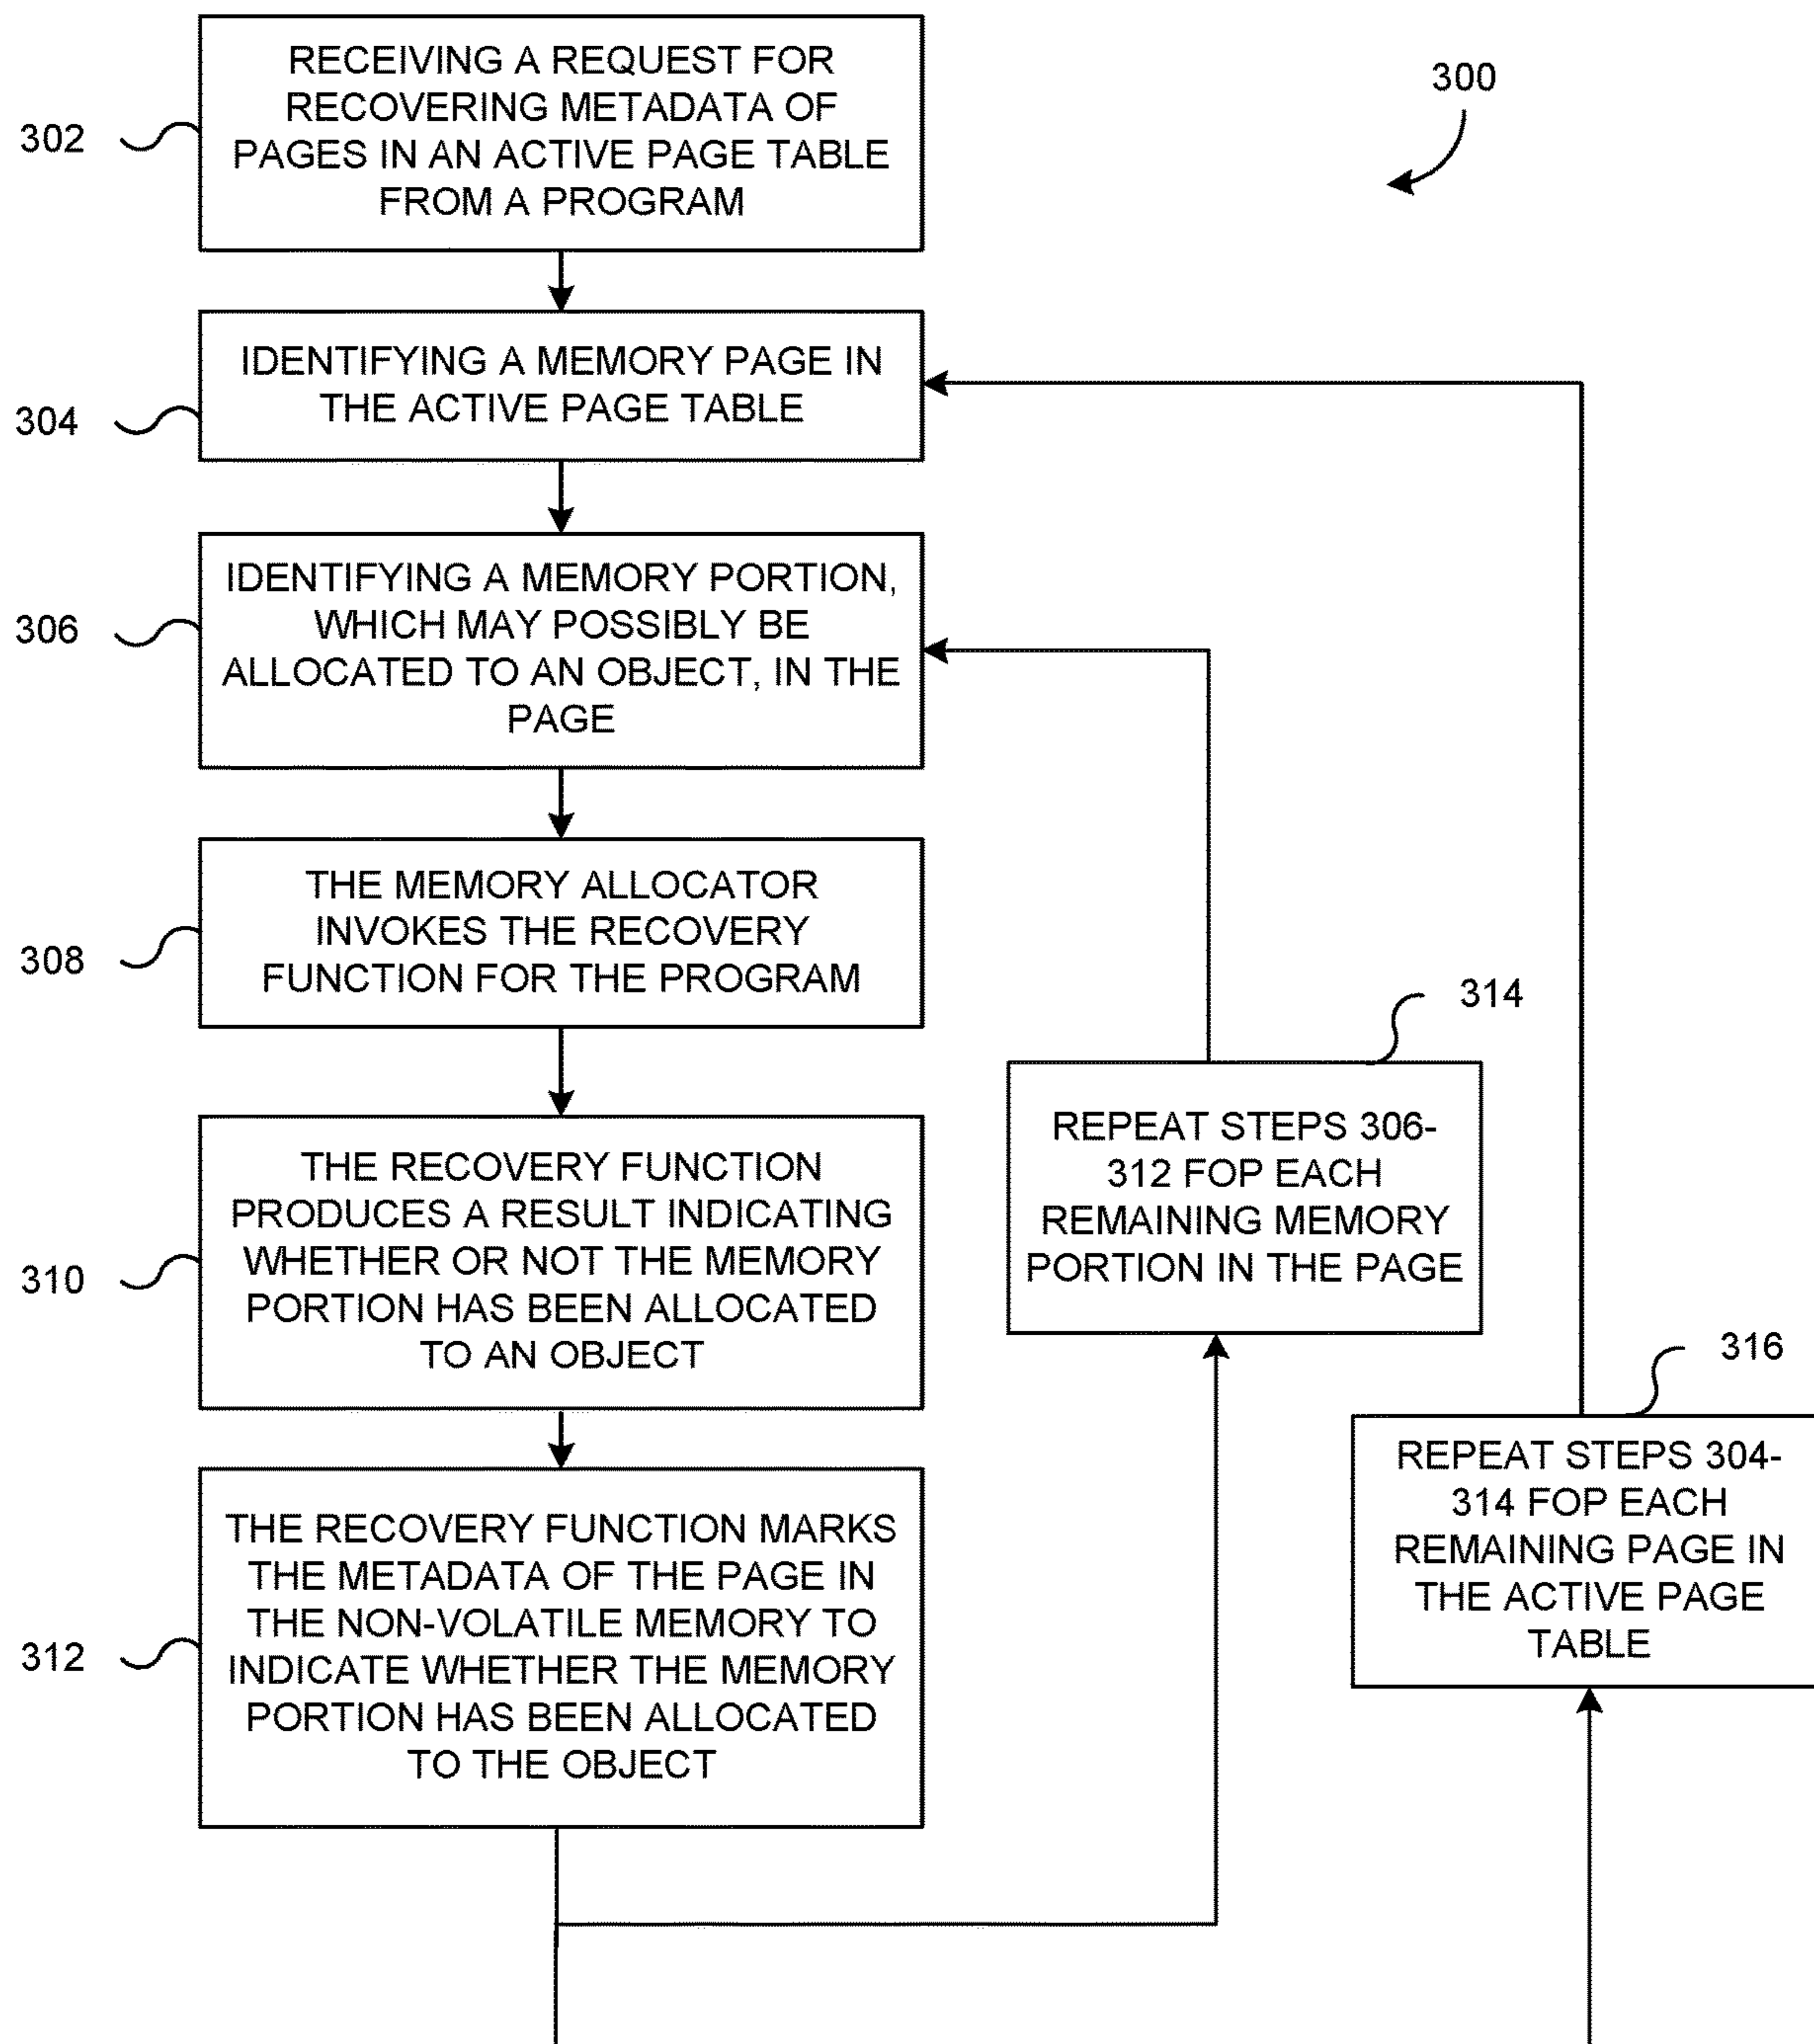 300
302
RECEIVING A REQUEST FOR
RECOVERING METADATA OF
PAGES IN AN ACTIVE PAGE TABLE
FROM A PROGRAM
304
IDENTIFYING A MEMORY PAGE IN
THE ACTIVE PAGE TABLE
306
IDENTIFYING A MEMORY PORTION,
WHICH MAY POSSIBLY BE
ALLOCATED TO AN OBJECT, IN THE
PAGE
308
THE MEMORY ALLOCATOR
INVOKES THE RECOVERY
FUNCTION FOR THE PROGRAM
310
THE RECOVERY FUNCTION
PRODUCES A RESULT INDICATING
WHETHER OR NOT THE MEMORY
PORTION HAS BEEN ALLOCATED
TO AN OBJECT
312
THE RECOVERY FUNCTION MARKS
THE METADATA OF THE PAGE IN
THE NON-VOLATILE MEMORY TO
INDICATE WHETHER THE MEMORY
PORTION HAS BEEN ALLOCATED
TO THE OBJECT
314
REPEAT STEPS 306-
312 FOP EACH
REMAINING MEMORY
PORTION IN THE PAGE
316
REPEAT STEPS 304-
314 FOP EACH
REMAINING PAGE IN
THE ACTIVE PAGE
TABLE